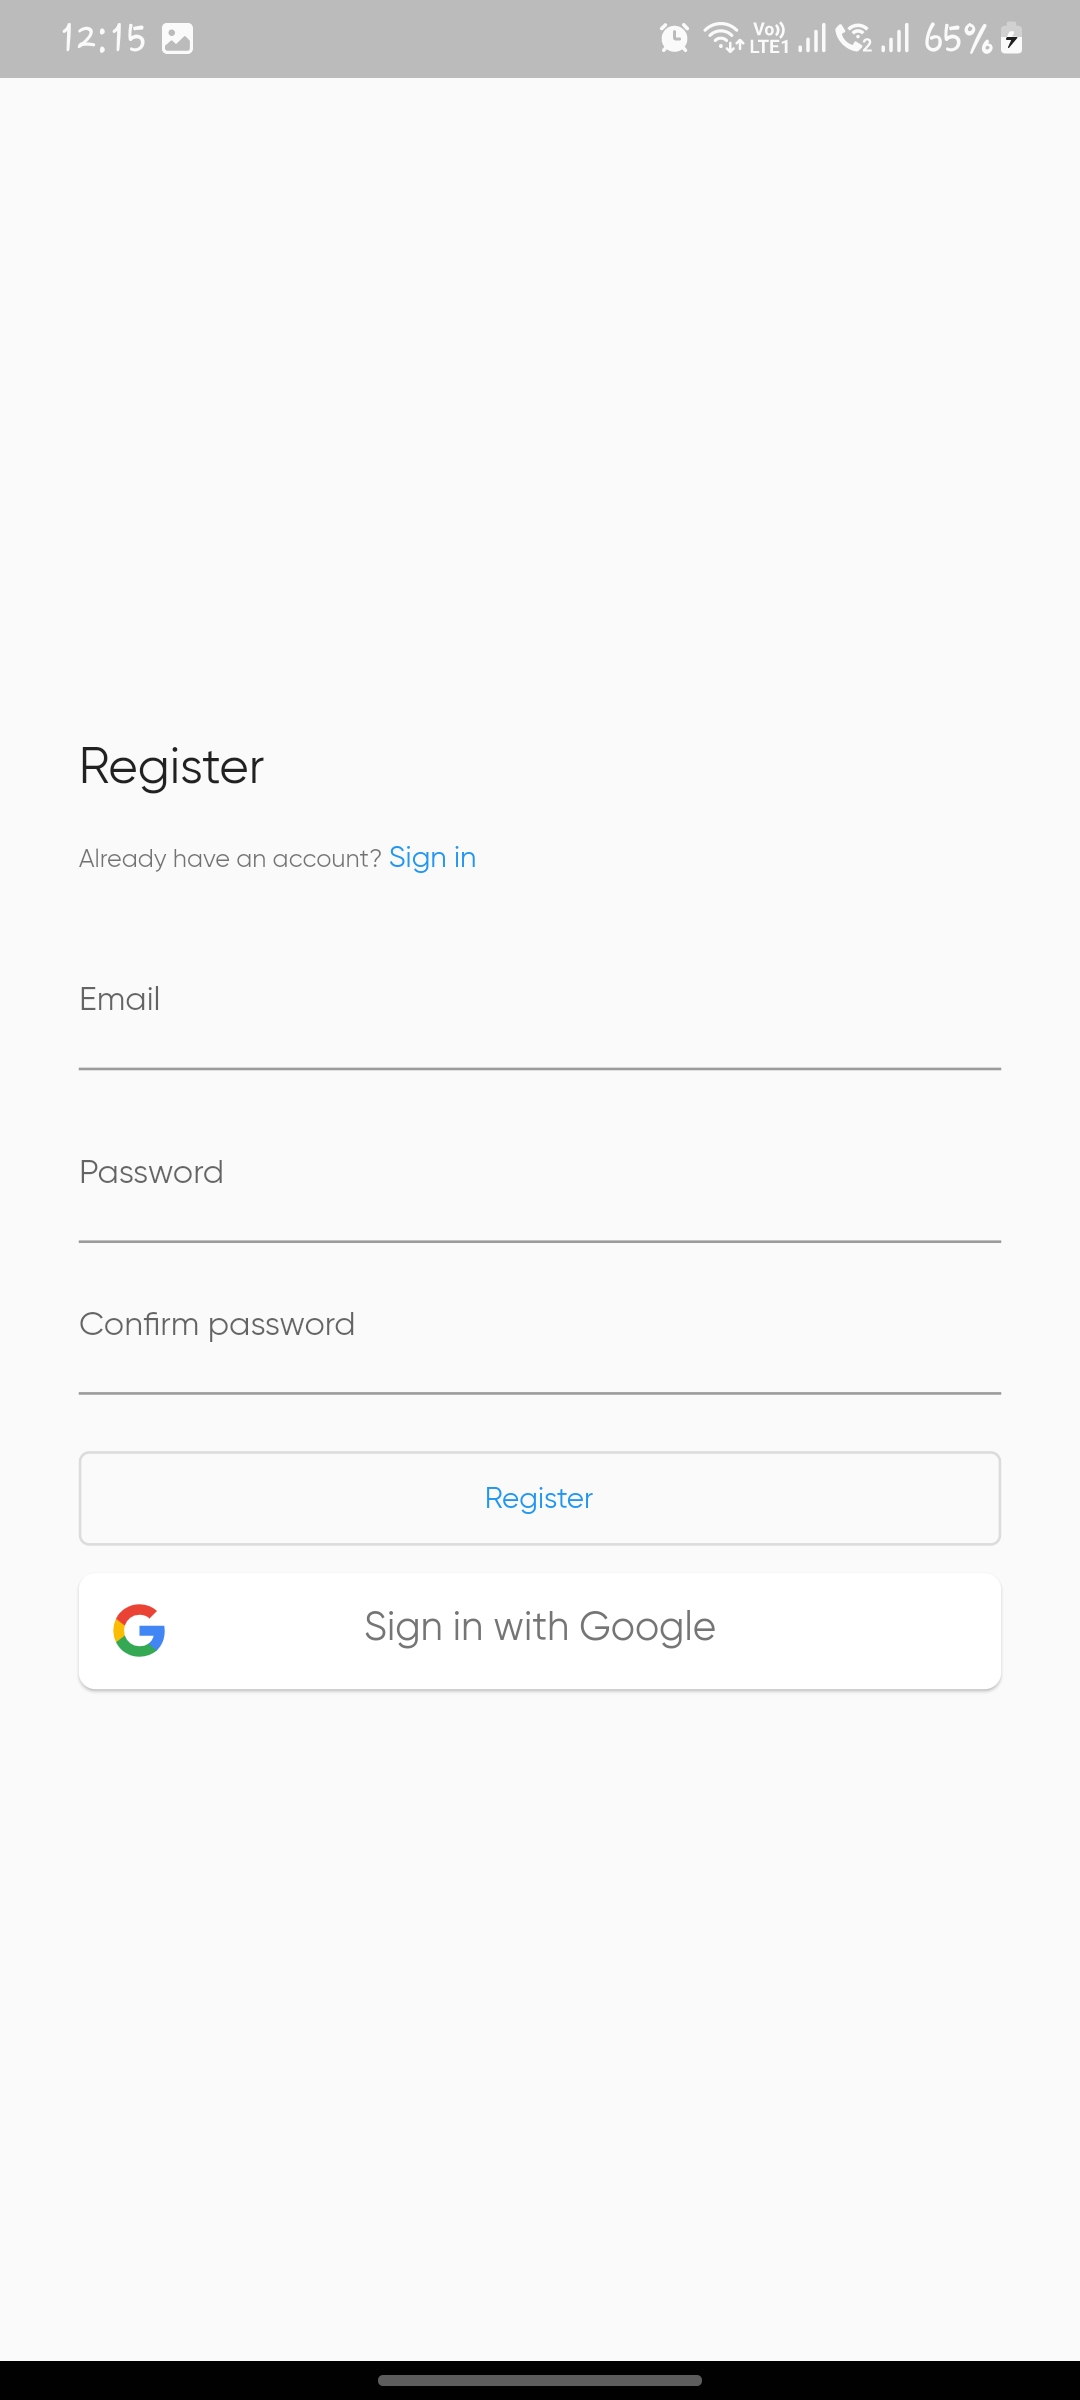 12:15 Vo)) LTE1 2 65%
Register
Already have an account? Sign in
Email
Password
Confirm password
Register
Sign in with Google